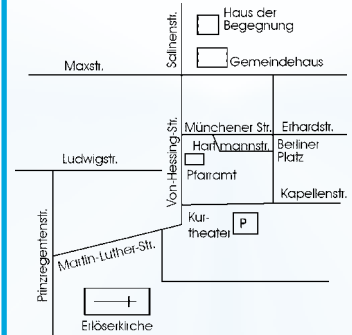 Haus der
Begegnung
Salinenstr.
Gemeindehaus
Maxstr.
Münchener Str.
Erhardstr.
Hartmannstr.
Berliner
Platz
Von-Hessing-Str.
Ludwigstr.
Pfarramt
Kapellenstr.
Kur-
theater
P
Prinzregentenstr.
Martin-Luther-Str.
Erlöserkirche